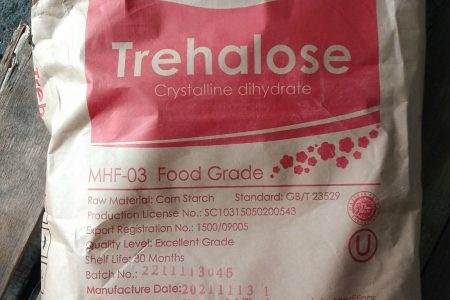 Trehalose
Crystalline dihydrate
MHF-03 Food Grade
Raw Material: Corn Starch Standard: GB/T 23529
Production License No.: SC10315050200543
Export Registration No.: 1500/09005
Quality Level: Excellent Grade
Shelf Life: 30 Months
Batch No.: 2211113045
Manufacture Date: 20211113 1
U